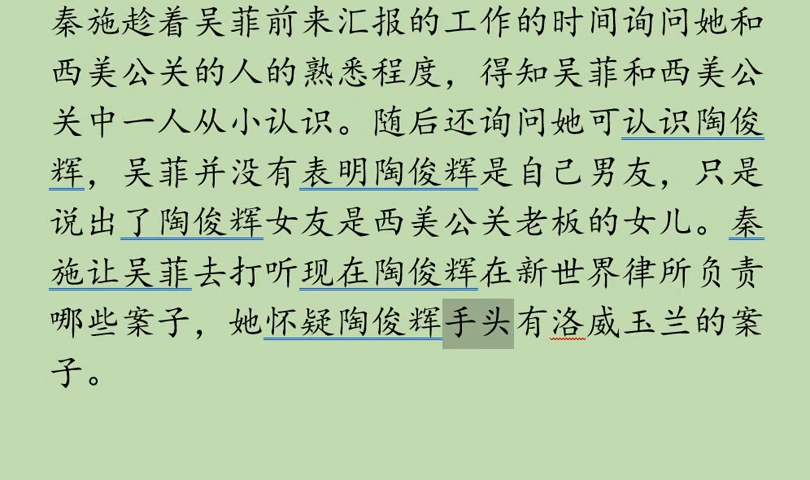 秦施趁着吴菲前来汇报的工作的时间询问她和
西美公关的人的熟悉程度，得知吴菲和西美公
关中一人从小认识。随后还询问她可认识陶俊
辉，吴菲并没有表明陶俊辉是自己男友，只是
说出了陶俊辉女友是西美公关老板的女儿。秦
施让吴菲去打听现在陶俊辉在新世界律所负责
哪些案子，她怀疑陶俊辉手头有洛威玉兰的案
子。